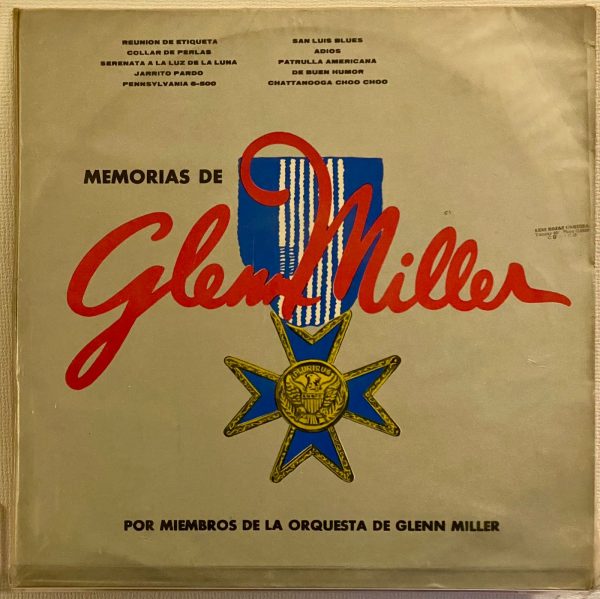 REUNION DE ETIQUETA
COLLAR DE PERLAS
SERENATA A LA LUZ DE LA LUNA
JARRITO PARDO
PENNSYLVANIA 6-500
SAN LUIS BLUES
ADIOS
PATRULLA AMERICANA
DE BUEN HUMOR
CHATTANOOGA CHOO CHOO
MEMORIAS DE
Glenn Miller
PLURIBUS
POR MIEMBROS DE LA ORQUESTA DE GLENN MILLER